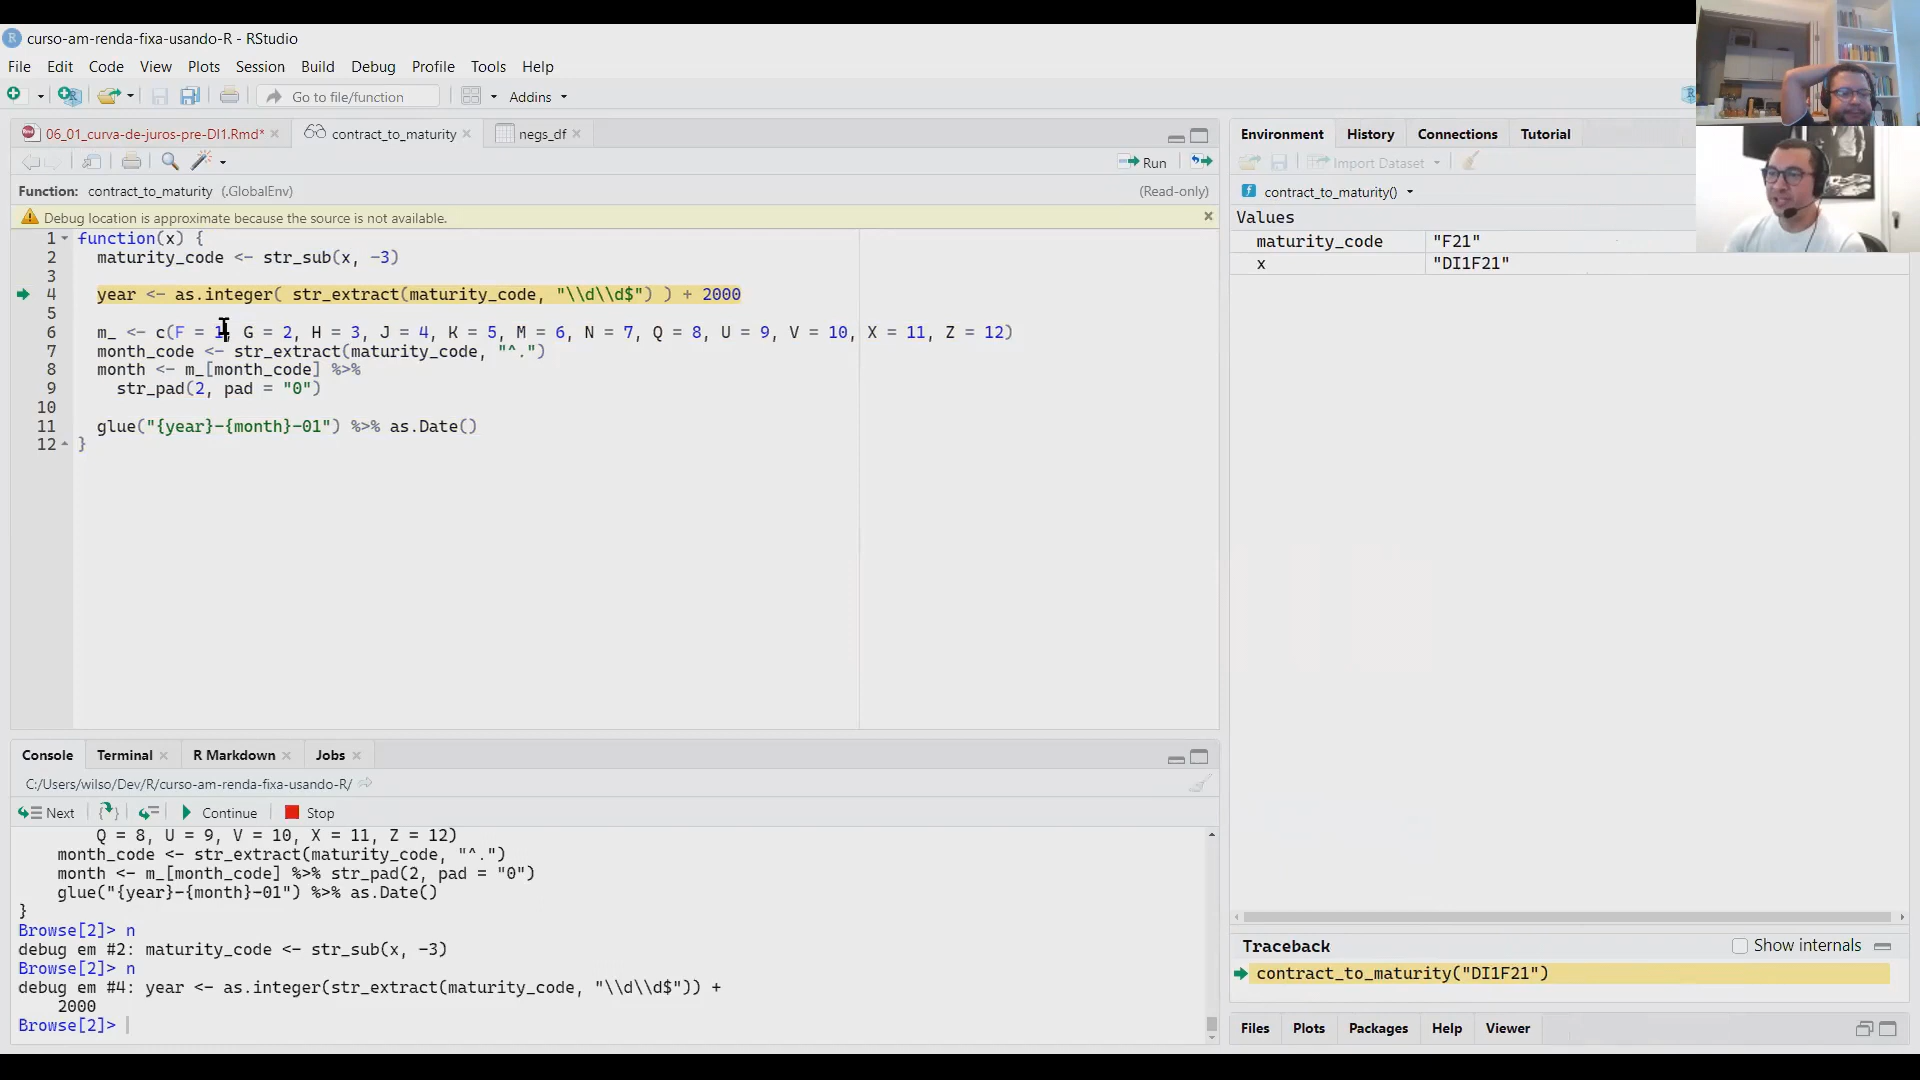 curso-am-renda-fixa-usando-R - RStudio
File Edit Code View Plots Session Build Debug Profile Tools Help
Go to file/function Addins
06_01_curva-de-juros-pre-DI1.Rmd* contract_to_maturity negs_df
Run
Function: contract_to_maturity (.GlobalEnv) (Read-only)
Debug location is approximate because the source is not available.
1 function(x) {
2 maturity_code <- str_sub(x, -3)
3
4 year <- as.integer( str_extract(maturity_code, "\\d\\d$") ) + 2000
5
6 m_ <- c(F = 1, G = 2, H = 3, J = 4, K = 5, M = 6, N = 7, Q = 8, U = 9, V = 10, X = 11, Z = 12)
7 month_code <- str_extract(maturity_code, "^.")
8 month <- m_[month_code] %>%
9 str_pad(2, pad = "0")
10
11 glue("{year}-{month}-01") %>% as.Date()
12 }
Console Terminal R Markdown Jobs
C:/Users/wilso/Dev/R/curso-am-renda-fixa-usando-R/
Next Continue Stop
Q = 8, U = 9, V = 10, X = 11, Z = 12)
month_code <- str_extract(maturity_code, "^.")
month <- m_[month_code] %>% str_pad(2, pad = "0")
glue("{year}-{month}-01") %>% as.Date()
}
Browse[2]> n
debug em #2: maturity_code <- str_sub(x, -3)
Browse[2]> n
debug em #4: year <- as.integer(str_extract(maturity_code, "\\d\\d$")) +
2000
Browse[2]>
Environment History Connections Tutorial
Import Dataset
contract_to_maturity()
Values
maturity_code "F21"
x "DI1F21"
Traceback Show internals
contract_to_maturity("DI1F21")
Files Plots Packages Help Viewer